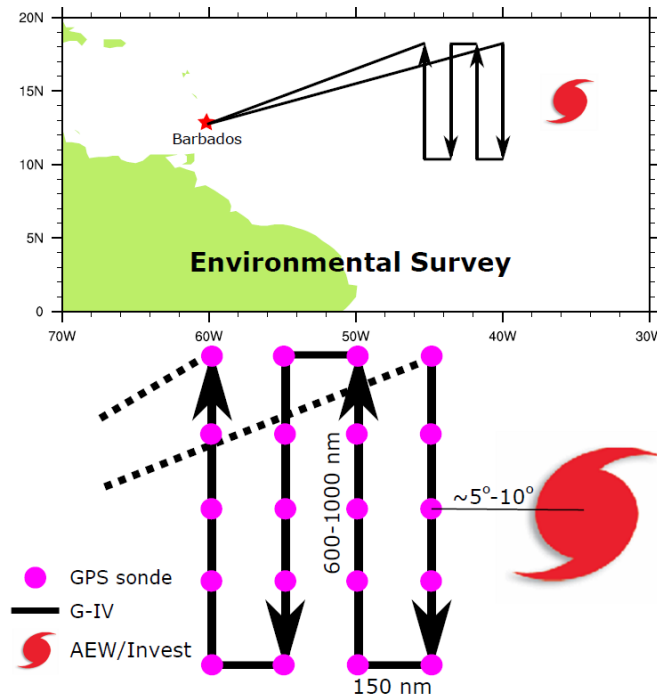 20N
15N
10N
5N
0
Barbados
Environmental Survey
70W
60W
50W
40W
30W
600-1000 nm
~5°-10°
GPS sonde
G-IV
AEW/Invest
150 nm